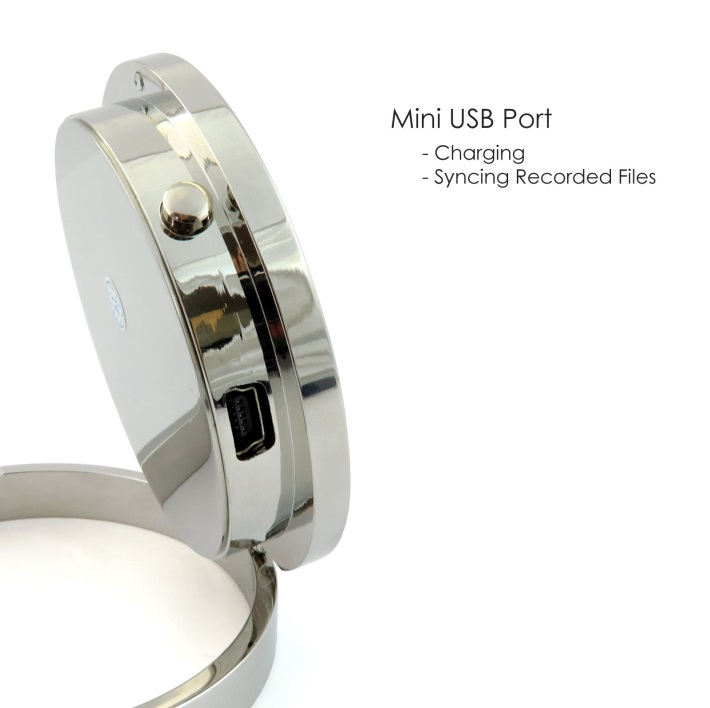 Mini USB Port
- Charging
- Syncing Recorded Files